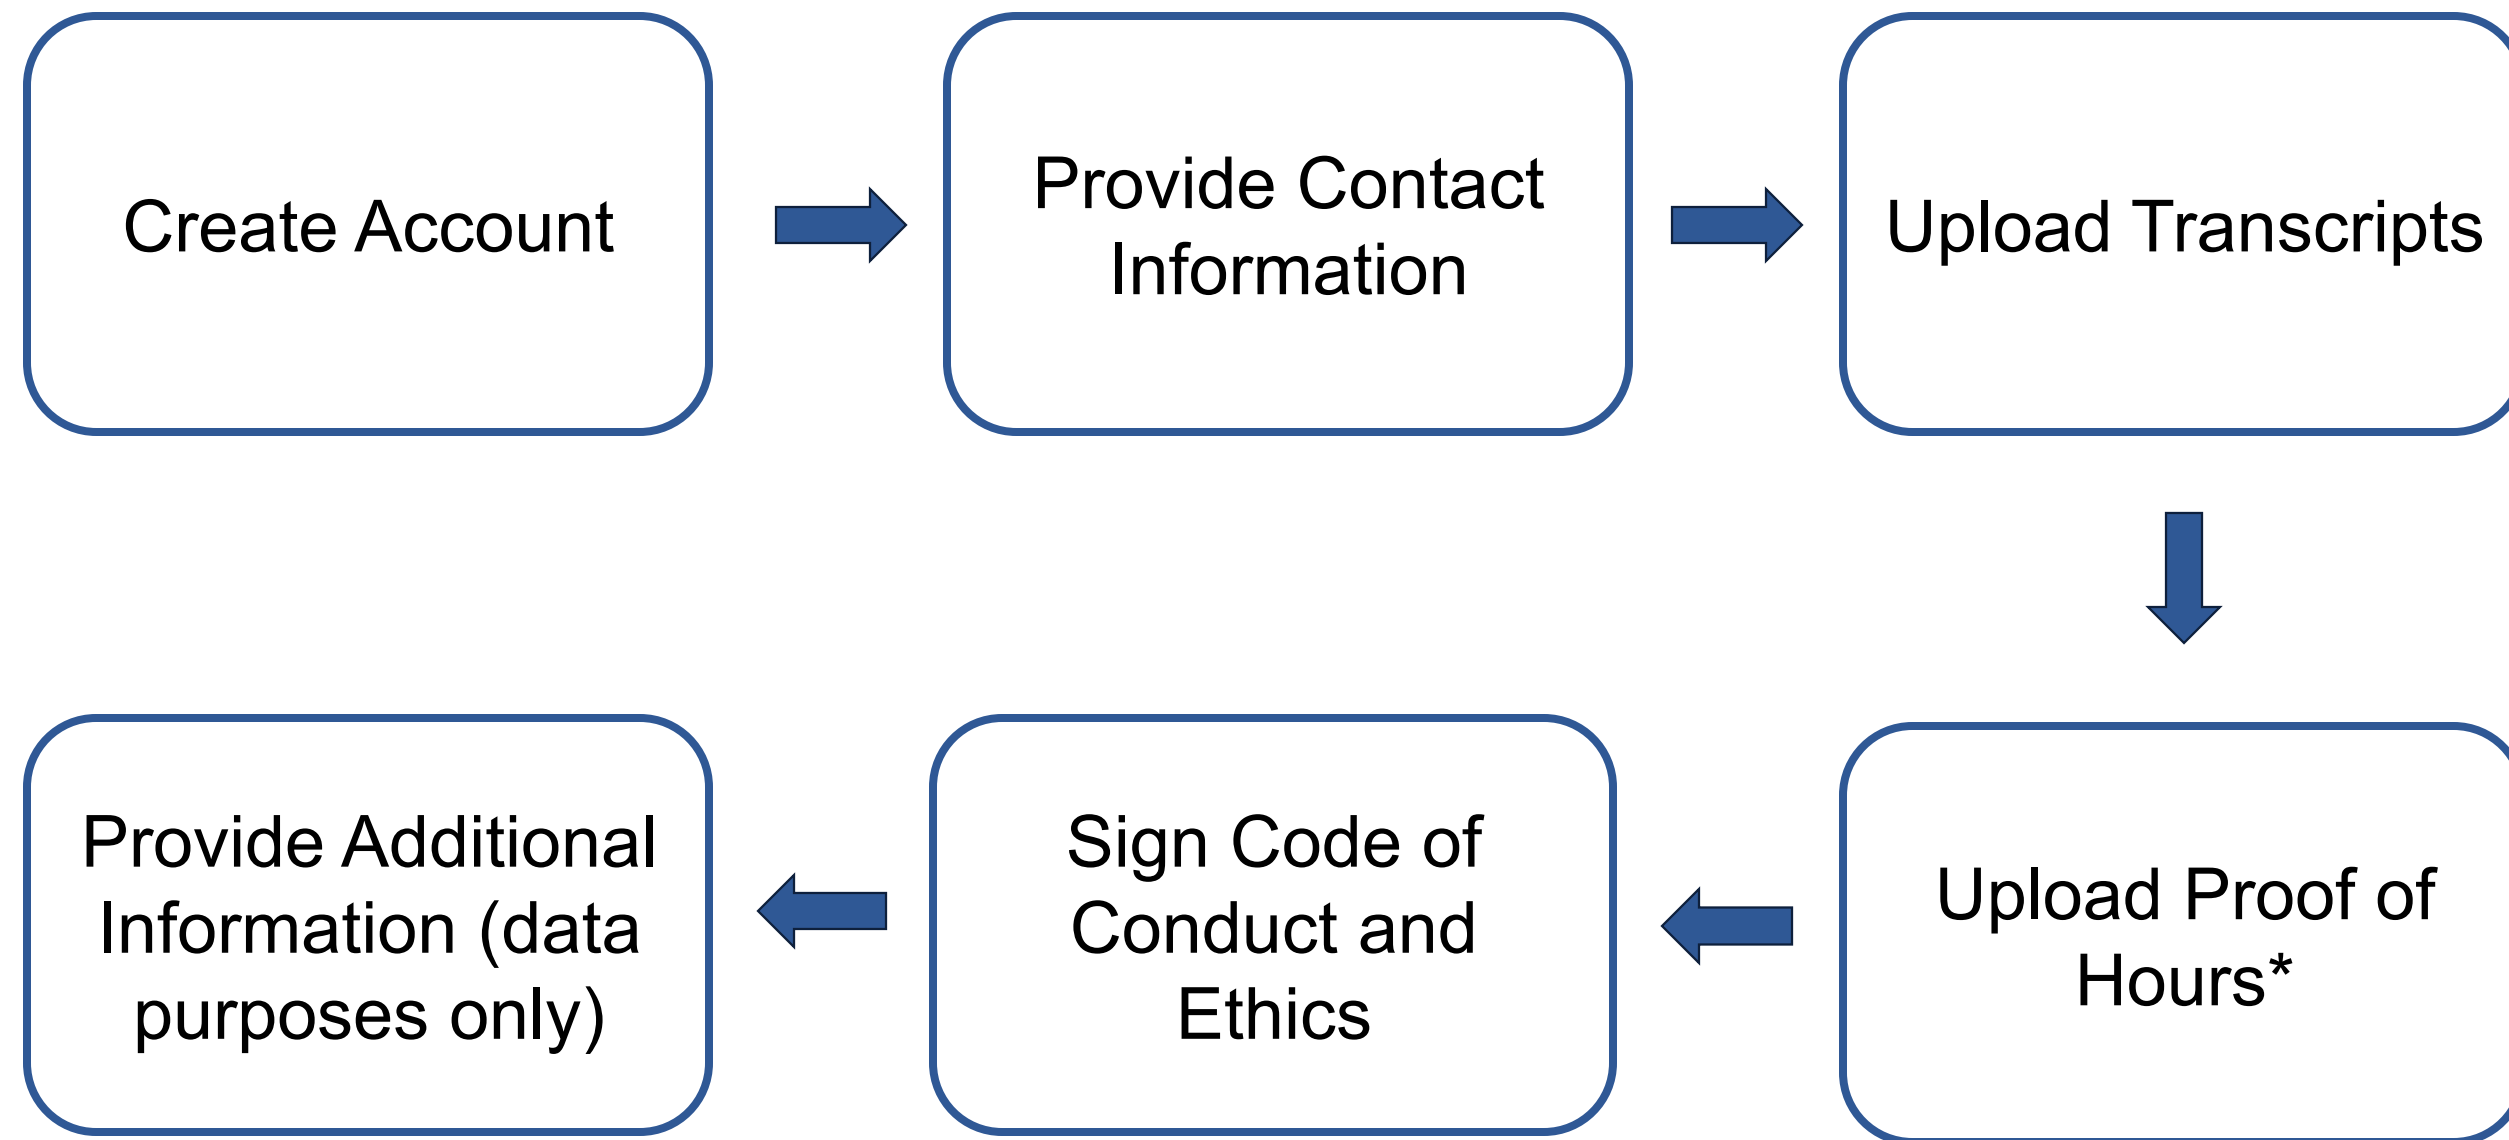 Create Account
Provide Contact
Information
Upload Transcripts
Upload Proof of
Hours*
Sign Code of
Conduct and
Ethics
Provide Additional
Information (data
purposes only)